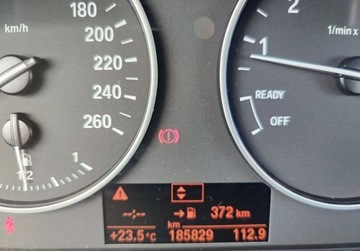 km/h
180
200
220
240
260
1/2
1
1/min x
2
1
READY
OFF
--:-- 372 km
km
+23.5°C 185829 112.9